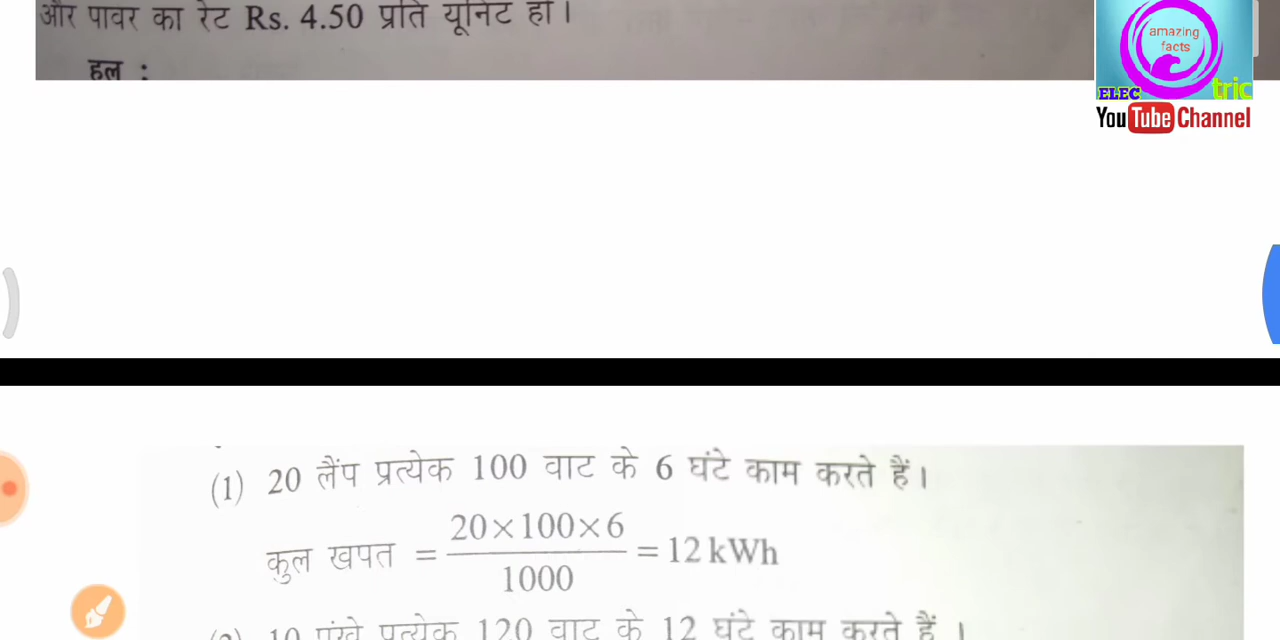 और पावर का रेट Rs. 4.50 प्रति यूनिट हो।
हल :
amazing
facts
ELEC
tric
YouTube Channel
(1) 20 लैंप प्रत्येक 100 वाट के 6 घंटे काम करते हैं।
कुल खपत = 20×100×6 / 1000 = 12 kWh
(2) 10 पंखे प्रत्येक 120 वाट के 12 घंटे काम करते हैं ।